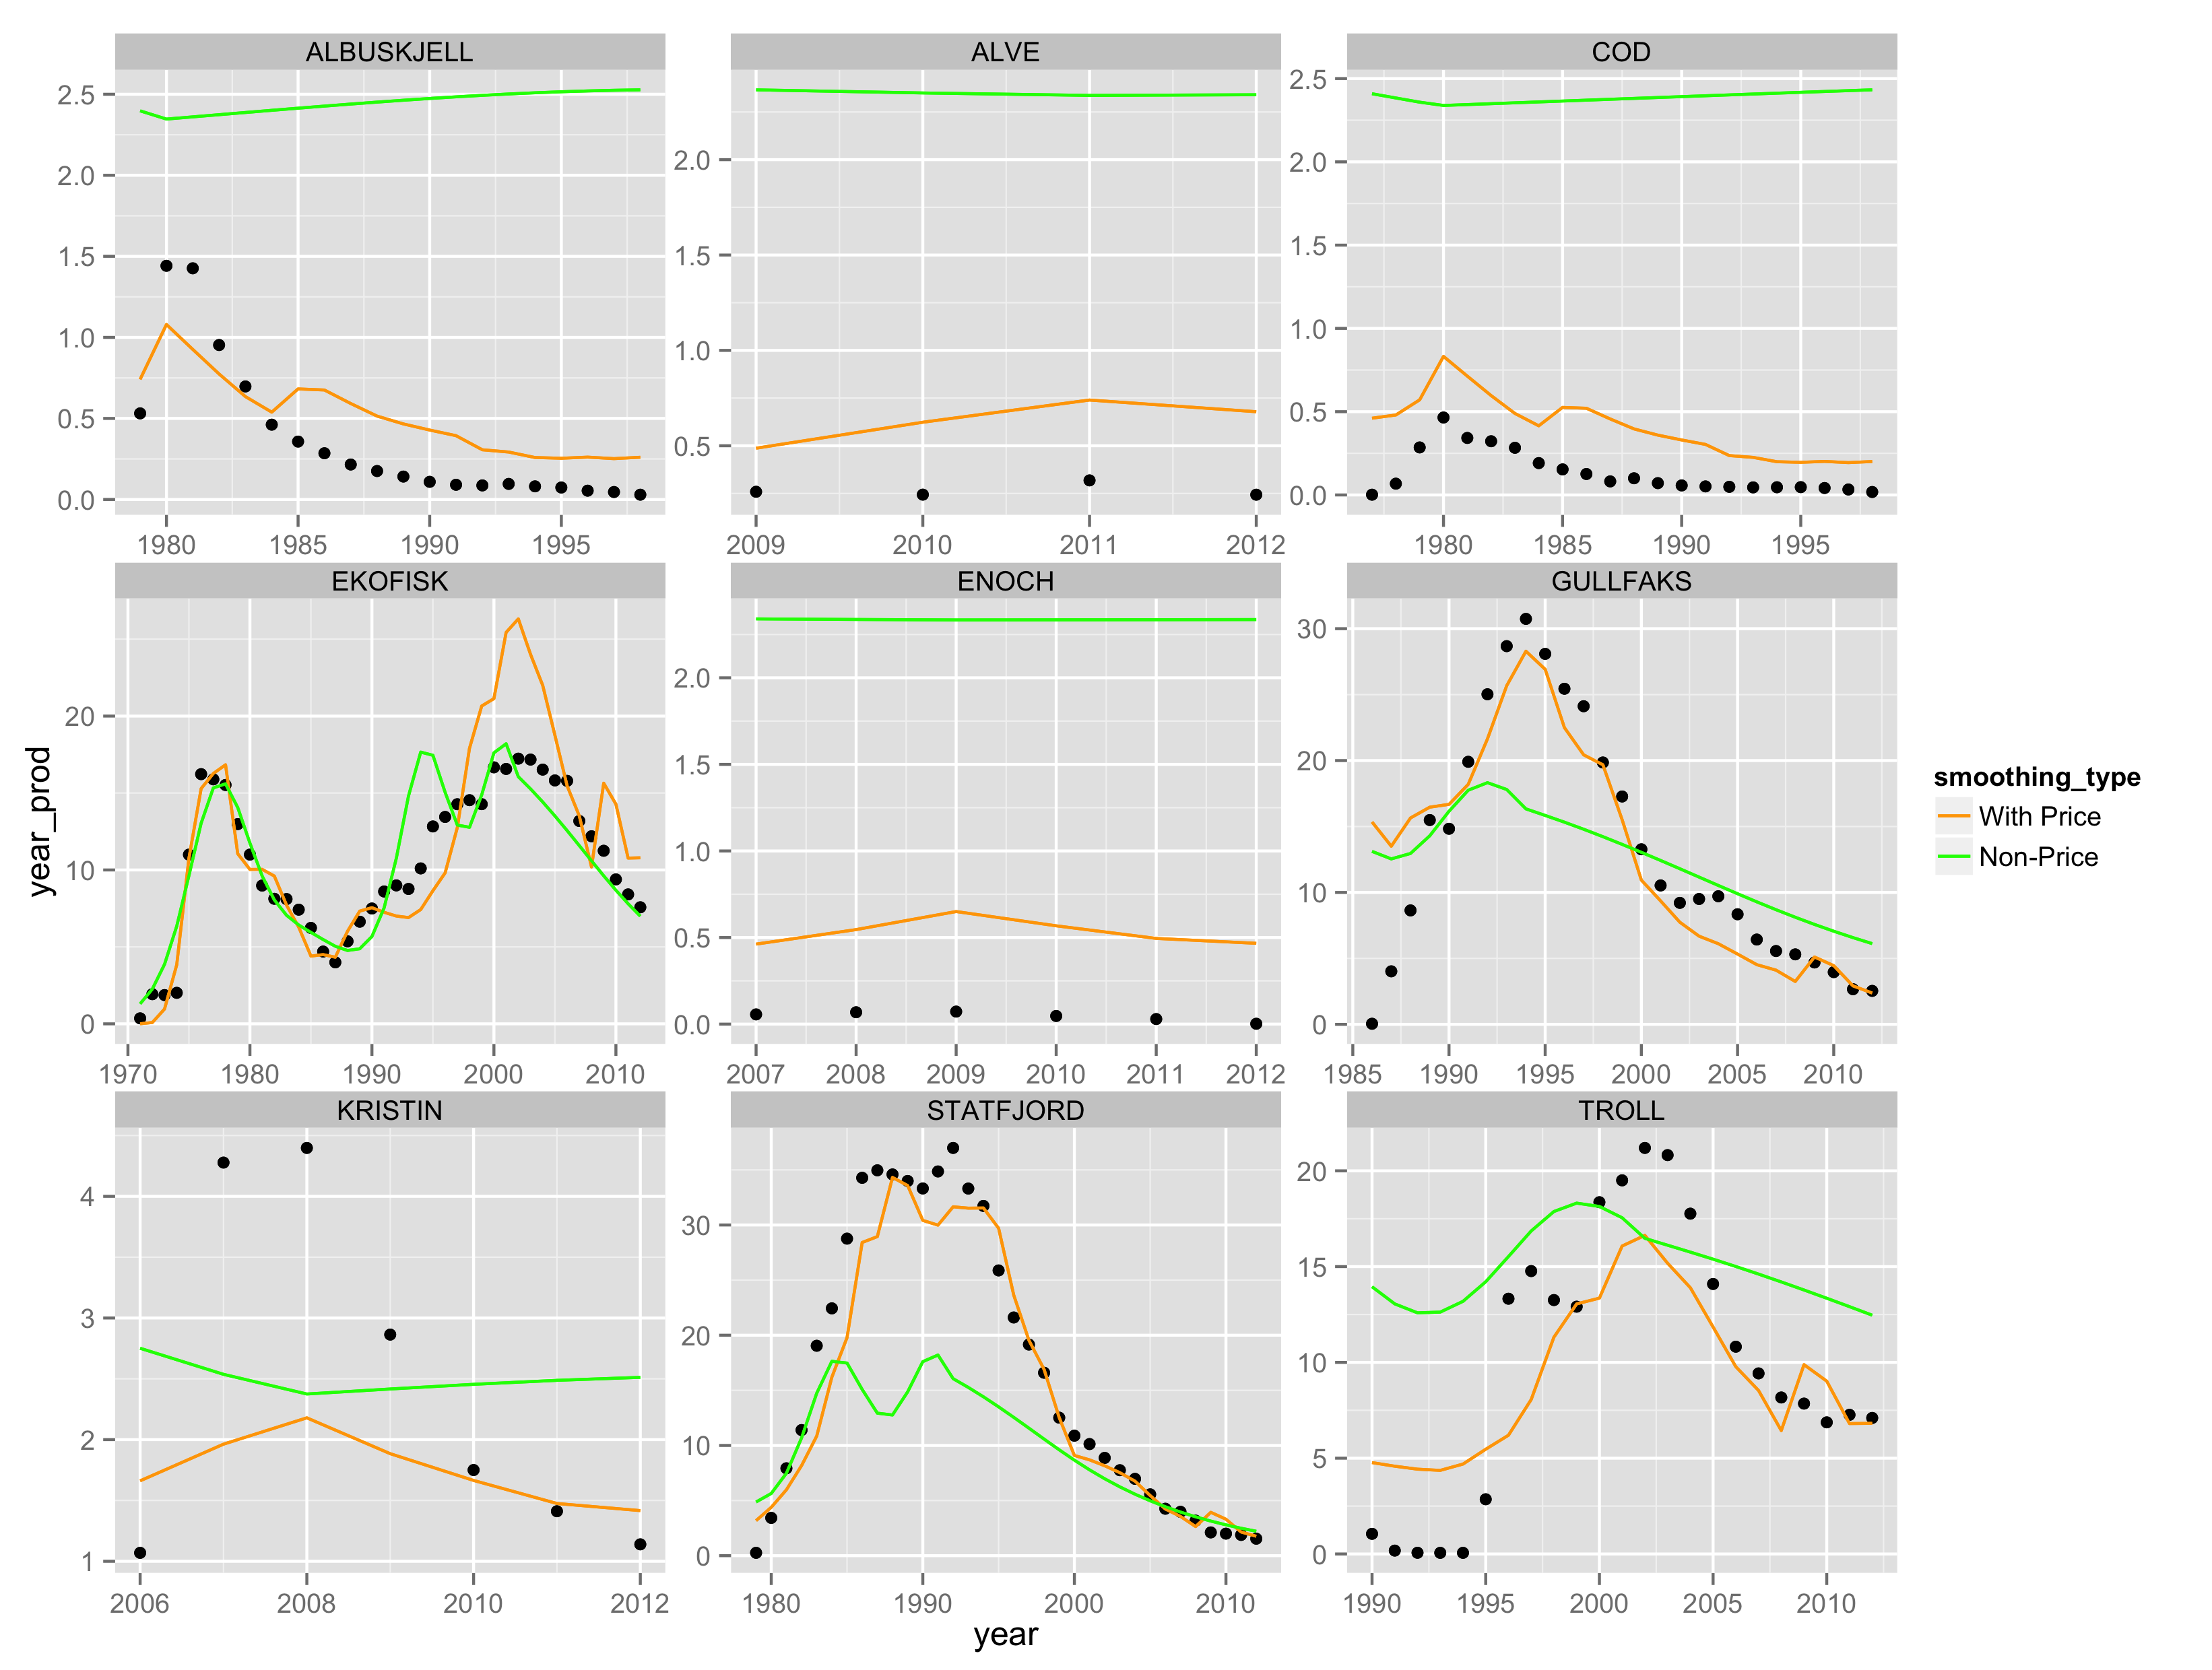 ALBUSKJELL
ALVE
COD
2.5
2.0
1.5
1.0
0.5
0.0
1980 1985 1990 1995
2.0
1.5
1.0
0.5
2009 2010 2011 2012
2.5
2.0
1.5
1.0
0.5
0.0
1980 1985 1990 1995
EKOFISK
ENOCH
GULLFAKS
year_prod
20
10
0
1970 1980 1990 2000 2010
2.0
1.5
1.0
0.5
0.0
2007 2008 2009 2010 2011 2012
30
20
10
0
1985 1990 1995 2000 2005 2010
smoothing_type
With Price
Non-Price
KRISTIN
STATFJORD
TROLL
4
3
2
1
2006 2008 2010 2012
30
20
10
0
1980 1990 2000 2010
20
15
10
5
0
1990 1995 2000 2005 2010
year